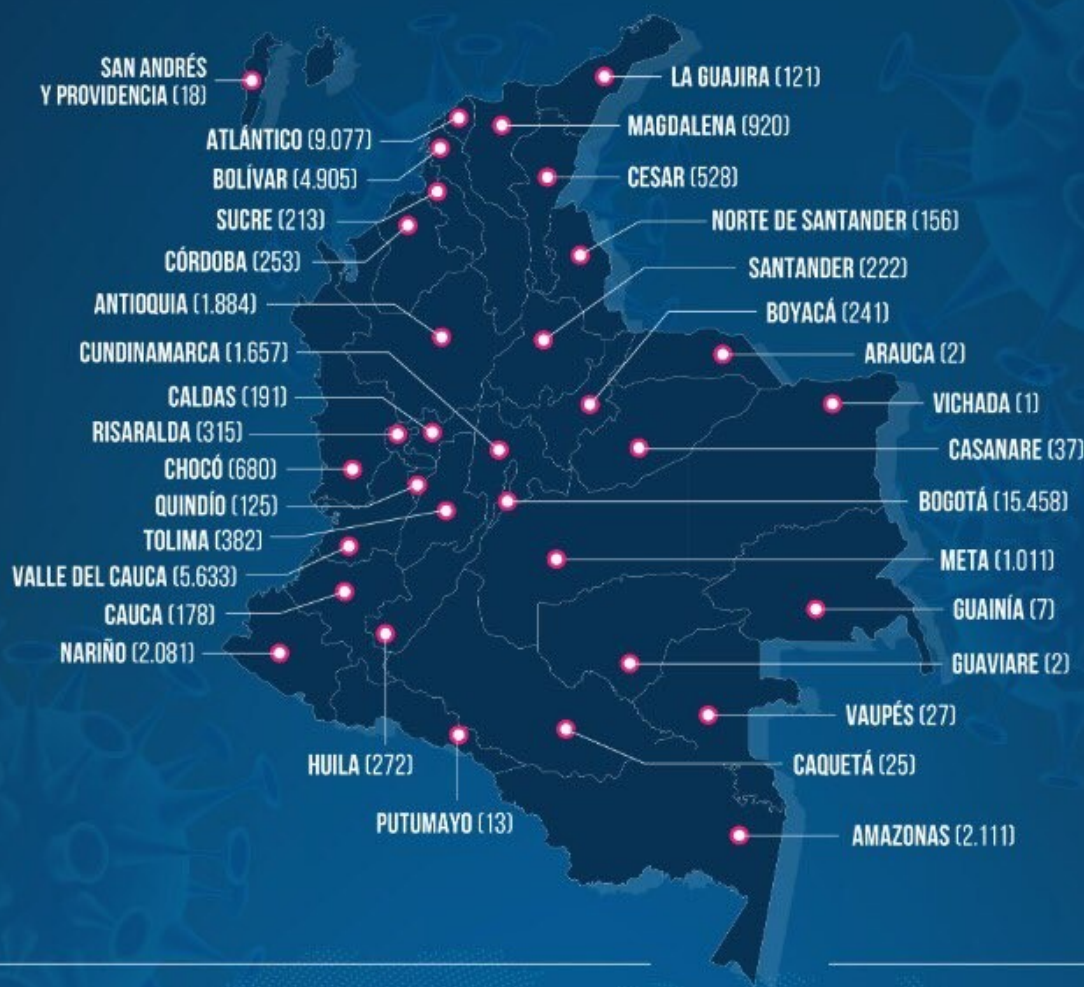 SAN ANDRÉS
Y PROVIDENCIA (18)
ATLÁNTICO (9.077)
BOLÍVAR (4.905)
SUCRE (213)
CÓRDOBA (253)
ANTIOQUIA (1.884)
CUNDINAMARCA (1.657)
CALDAS (191)
RISARALDA (315)
CHOCÓ (680)
QUINDÍO (125)
TOLIMA (382)
VALLE DEL CAUCA (5.633)
CAUCA (178)
NARIÑO (2.081)
HUILA (272)
PUTUMAYO (13)
LA GUAJIRA (121)
MAGDALENA (920)
CESAR (528)
NORTE DE SANTANDER (156)
SANTANDER (222)
BOYACÁ (241)
ARAUCA (2)
VICHADA (1)
CASANARE (37)
BOGOTÁ (15.458)
META (1.011)
GUAINÍA (7)
GUAVIARE (2)
VAUPÉS (27)
CAQUETÁ (25)
AMAZONAS (2.111)